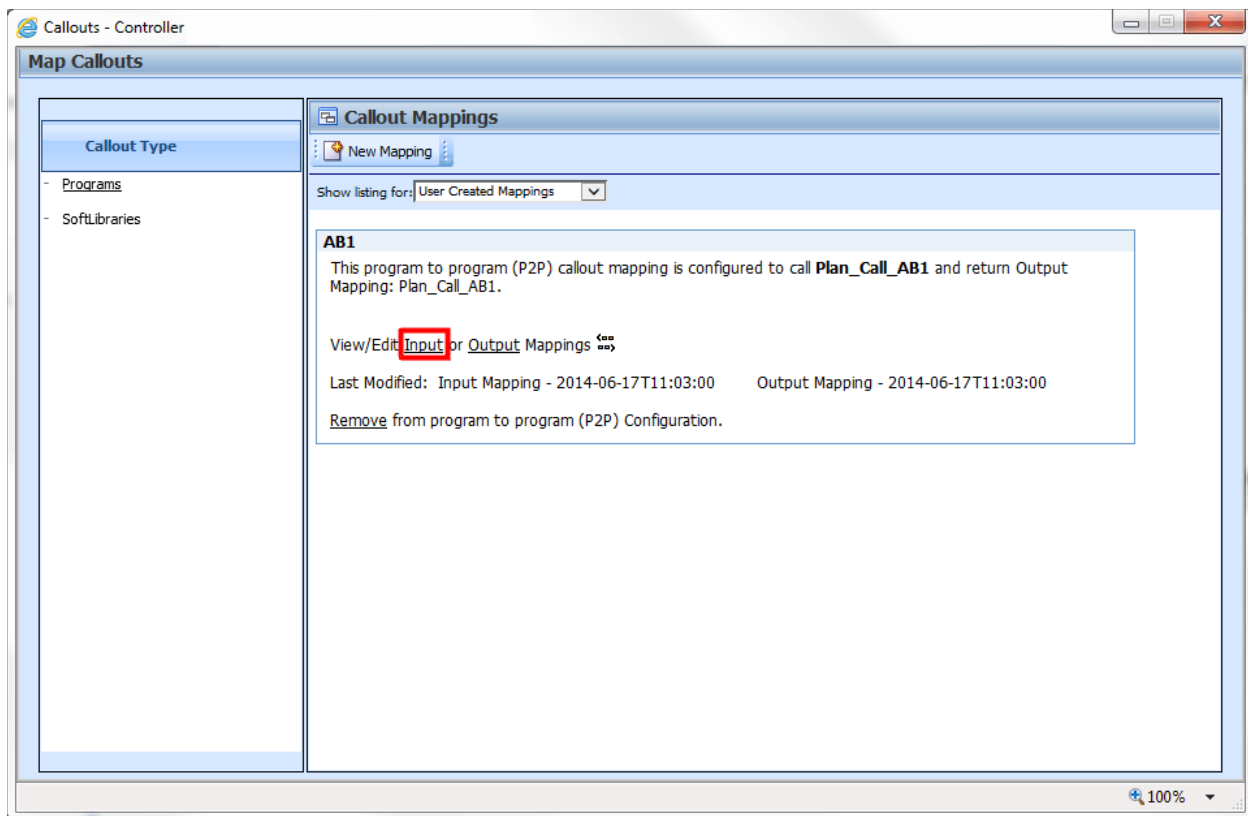 Callouts - Controller
Map Callouts
Callout Type
- Programs
- SoftLibraries
Callout Mappings
New Mapping
Show listing for: User Created Mappings
AB1
This program to program (P2P) callout mapping is configured to call Plan_Call_AB1 and return Output
Mapping: Plan_Call_AB1.
View/Edit Input or Output Mappings
Last Modified: Input Mapping - 2014-06-17T11:03:00 Output Mapping - 2014-06-17T11:03:00
Remove from program to program (P2P) Configuration.
100%